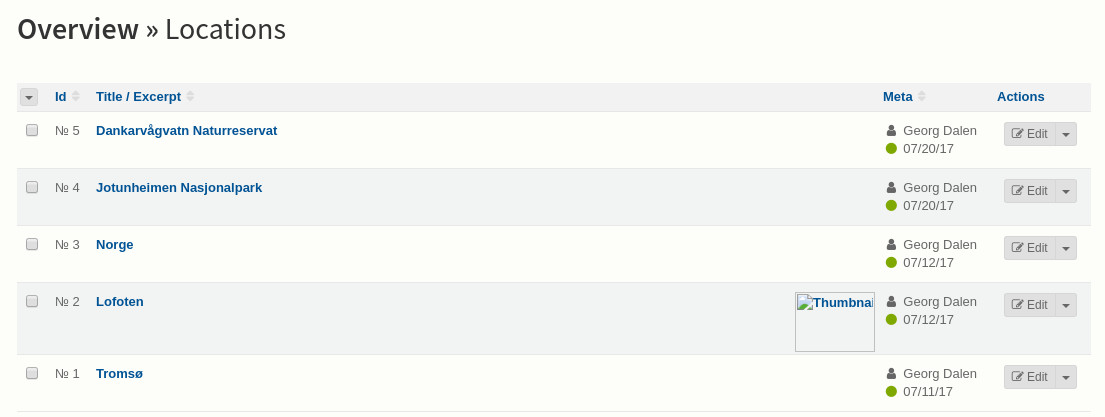 Overview » Locations
Id Title / Excerpt Meta Actions
№ 5 Dankarvågvatn Naturreservat Georg Dalen Edit
07/20/17
№ 4 Jotunheimen Nasjonalpark Georg Dalen Edit
07/20/17
№ 3 Norge Georg Dalen Edit
07/12/17
№ 2 Lofoten Thumbnai Georg Dalen Edit
07/12/17
№ 1 Tromsø Georg Dalen Edit
07/11/17